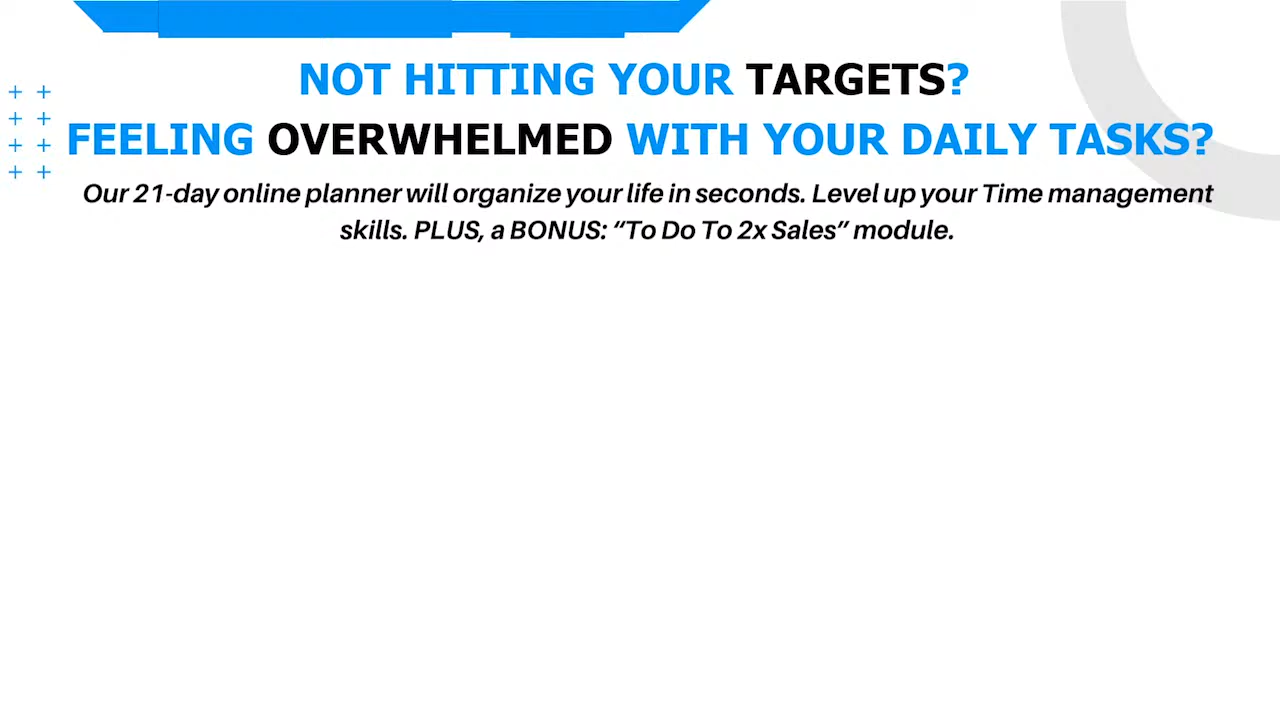 NOT HITTING YOUR TARGETS?
FEELING OVERWHELMED WITH YOUR DAILY TASKS?
Our 21-day online planner will organize your life in seconds. Level up your Time management
skills. PLUS, a BONUS: “To Do To 2x Sales” module.